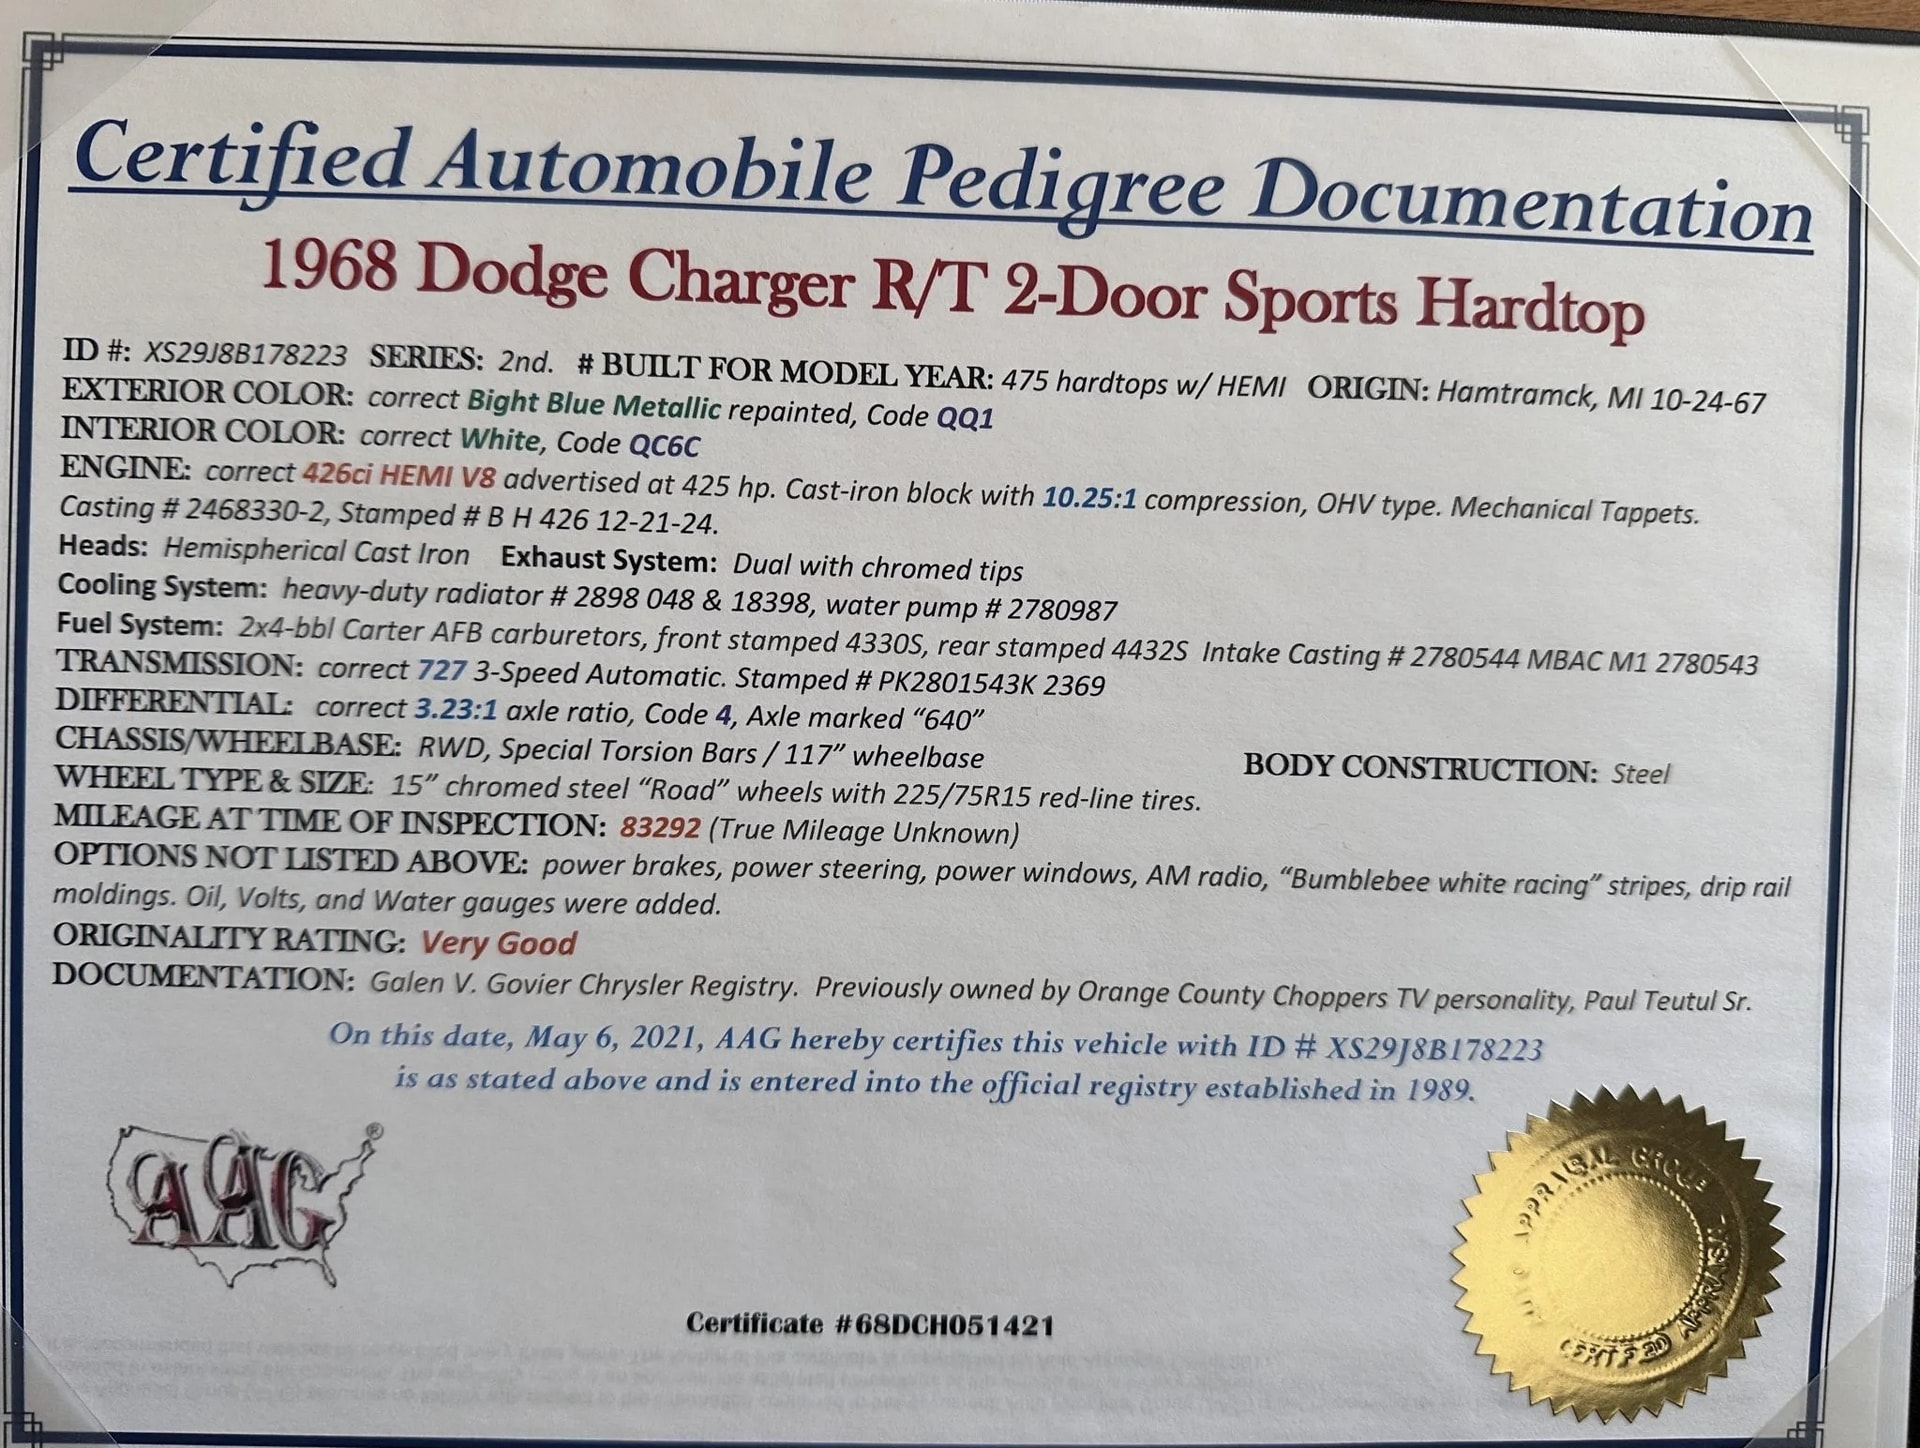 Certified Automobile Pedigree Documentation
1968 Dodge Charger R/T 2-Door Sports Hardtop
ID #: XS29J8B178223 SERIES: 2nd. # BUILT FOR MODEL YEAR: 475 hardtops w/ HEMI ORIGIN: Hamtramck, MI 10-24-67
EXTERIOR COLOR: correct Bight Blue Metallic repainted, Code QQ1
INTERIOR COLOR: correct White, Code QC6C
ENGINE: correct 426ci HEMI V8 advertised at 425 hp. Cast-iron block with 10.25:1 compression, OHV type. Mechanical Tappets.
Casting # 2468330-2, Stamped # B H 426 12-21-24.
Heads: Hemispherical Cast Iron Exhaust System: Dual with chromed tips
Cooling System: heavy-duty radiator # 2898 048 & 18398, water pump # 2780987
Fuel System: 2x4-bbl Carter AFB carburetors, front stamped 4330S, rear stamped 4432S Intake Casting # 2780544 MBAC M1 2780543
TRANSMISSION: correct 727 3-Speed Automatic. Stamped # PK2801543K 2369
DIFFERENTIAL: correct 3.23:1 axle ratio, Code 4, Axle marked “640”
CHASSIS/WHEELBASE: RWD, Special Torsion Bars / 117” wheelbase BODY CONSTRUCTION: Steel
WHEEL TYPE & SIZE: 15” chromed steel “Road” wheels with 225/75R15 red-line tires.
MILEAGE AT TIME OF INSPECTION: 83292 (True Mileage Unknown)
OPTIONS NOT LISTED ABOVE: power brakes, power steering, power windows, AM radio, “Bumblebee white racing” stripes, drip rail
moldings. Oil, Volts, and Water gauges were added.
ORIGINALITY RATING: Very Good
DOCUMENTATION: Galen V. Govier Chrysler Registry. Previously owned by Orange County Choppers TV personality, Paul Teutul Sr.
On this date, May 6, 2021, AAG hereby certifies this vehicle with ID # XS29J8B178223
is as stated above and is entered into the official registry established in 1989.
AAG®
APPRAISAL GROUP
CERTIFIED
Certificate #68DCH051421